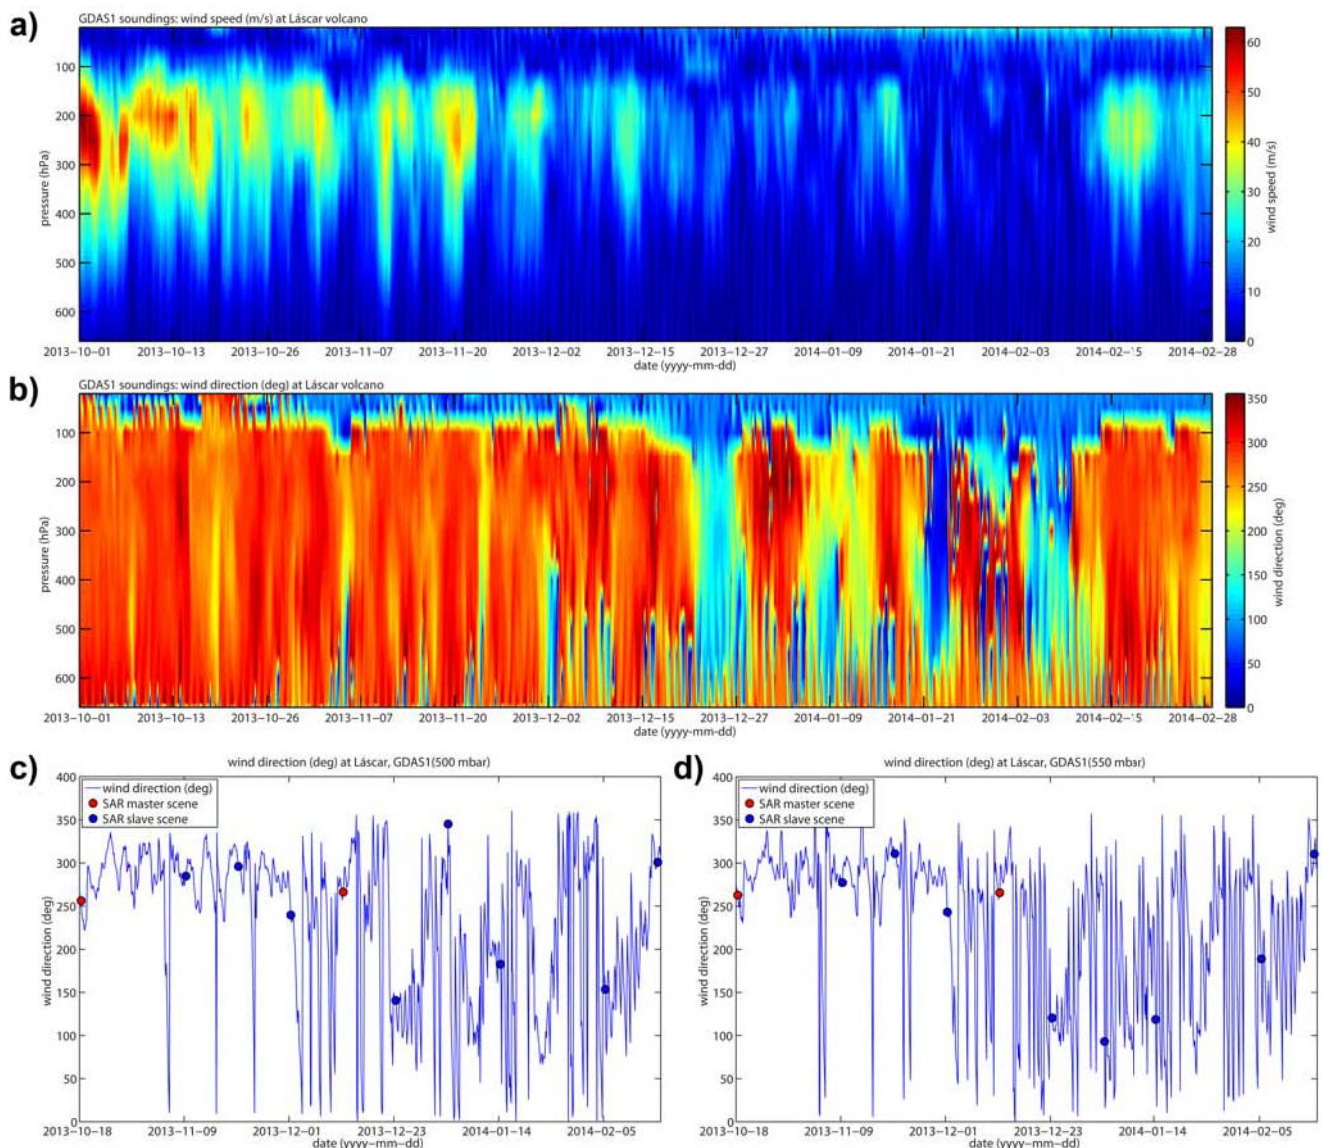 a)
GDAS1 soundings: wind speed (m/s) at Láscar volcano
100
200
300
400
500
600
pressure (hPa)
2013-10-01 2013-10-13 2013-10-26 2013-11-07 2013-11-20 2013-12-02 2013-12-15 2013-12-27 2014-01-09 2014-01-21 2014-02-03 2014-02-15 2014-02-28
date (yyyy-mm-dd)
60
50
40
30
20
10
0
wind speed (m/s)
b)
GDAS1 soundings: wind direction (deg) at Láscar volcano
100
200
300
400
500
600
pressure (hPa)
2013-10-01 2013-10-13 2013-10-26 2013-11-07 2013-11-20 2013-12-02 2013-12-15 2013-12-27 2014-01-09 2014-01-21 2014-02-03 2014-02-15 2014-02-28
date (yyyy-mm-dd)
350
300
250
200
150
100
50
0
wind direction (deg)
c)
wind direction (deg) at Láscar, GDAS1(500 mbar)
400
350
300
250
200
150
100
50
0
wind direction (deg)
wind direction (deg)
SAR master scene
SAR slave scene
2013-10-18 2013-11-09 2013-12-01 2013-12-23 2014-01-14 2014-02-05
date (yyyy-mm-dd)
d)
wind direction (deg) at Láscar, GDAS1(550 mbar)
400
350
300
250
200
150
100
50
0
wind direction (deg)
wind direction (deg)
SAR master scene
SAR slave scene
2013-10-18 2013-11-09 2013-12-01 2013-12-23 2014-01-14 2014-02-05
date (yyyy-mm-dd)